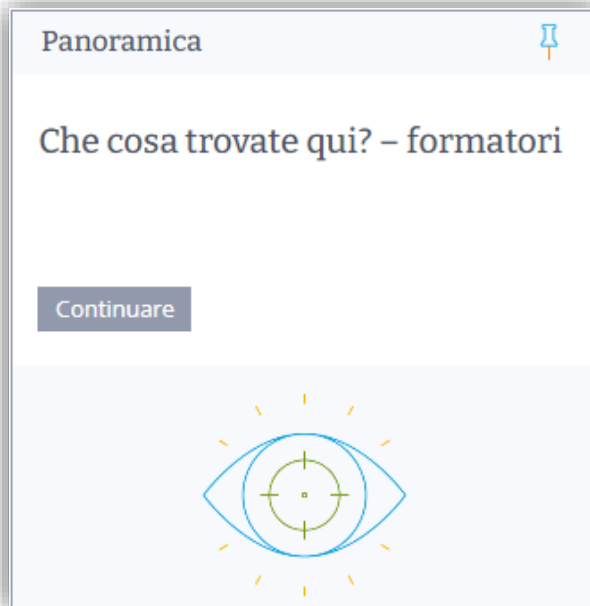 Panoramica
Che cosa trovate qui? – formatori
Continuare